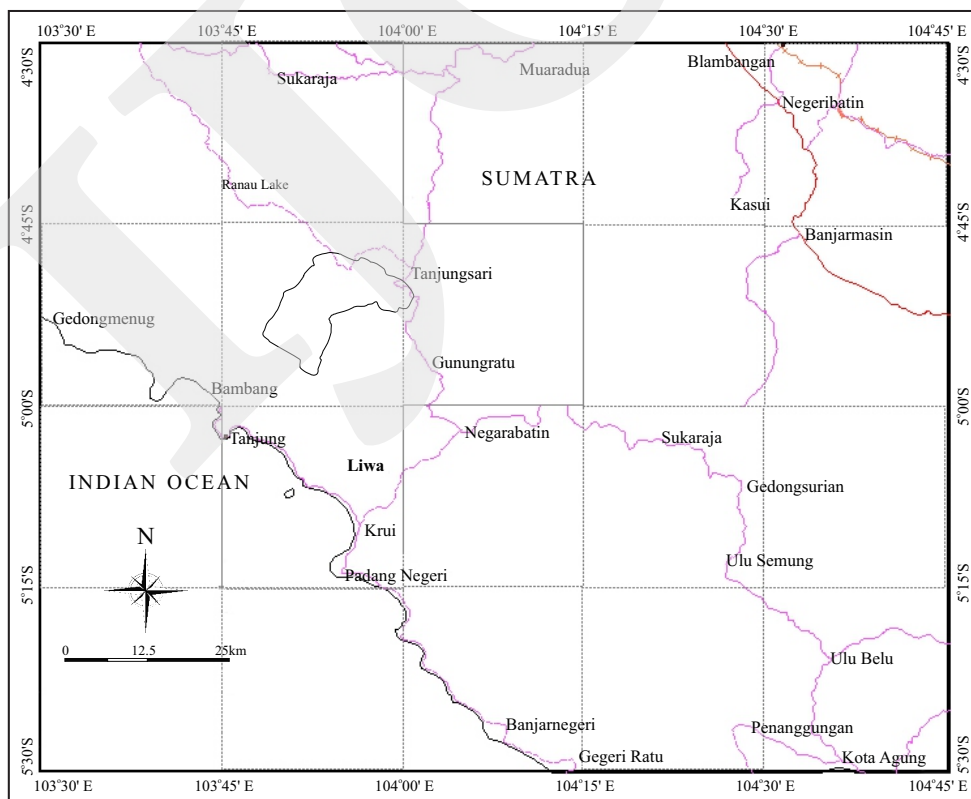 103°30' E 103°45' E 104°00' E 104°15' E 104°30' E 104°45' E
4°30'S 4°30'S
Blambangan
Muaradua
Sukaraja
Negeribatin
SUMATRA
Ranau Lake
Kasui
4°45'S 4°45'S
Banjarmasin
Tanjungsari
Gedongmenug
Gunungratu
Bambang
5°00'S 5°00'S
Negarabatin
Tanjung
Sukaraja
Liwa
INDIAN OCEAN
Gedongsurian
Krui
N
Ulu Semung
Padang Negeri
5°15'S 5°15'S
0 12.5 25km
Ulu Belu
Banjarnegeri
Penanggungan
Gegeri Ratu
Kota Agung
5°30'S 5°30'S
103°30' E 103°45' E 104°00' E 104°15' E 104°30' E 104°45' E